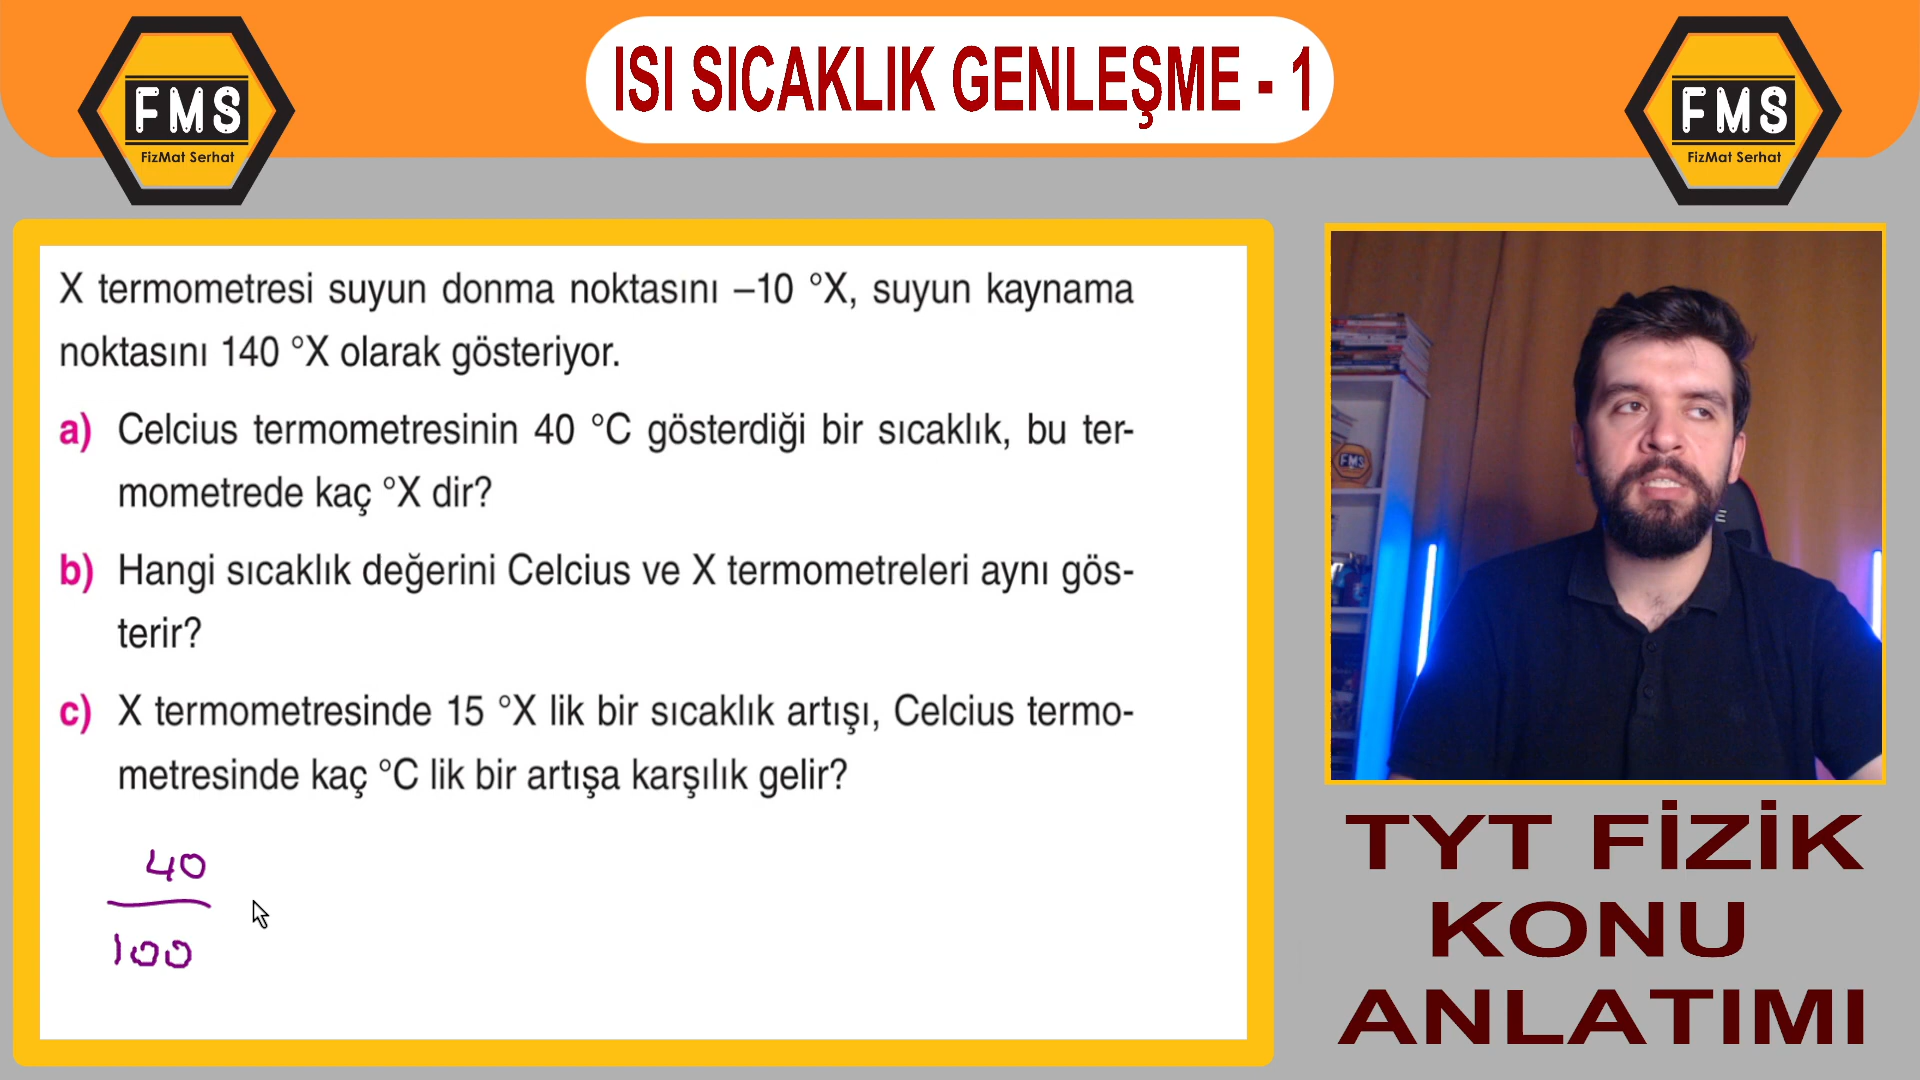 FMS
FizMat Serhat
ISI SICAKLIK GENLEŞME - 1
FMS
FizMat Serhat
X termometresi suyun donma noktasını –10 °X, suyun kaynama
noktasını 140 °X olarak gösteriyor.
a) Celcius termometresinin 40 °C gösterdiği bir sıcaklık, bu ter-
mometrede kaç °X dir?
b) Hangi sıcaklık değerini Celcius ve X termometreleri aynı gös-
terir?
c) X termometresinde 15 °X lik bir sıcaklık artışı, Celcius termo-
metresinde kaç °C lik bir artışa karşılık gelir?
40
100
FMS
TYT FİZİK
KONU
ANLATIMI